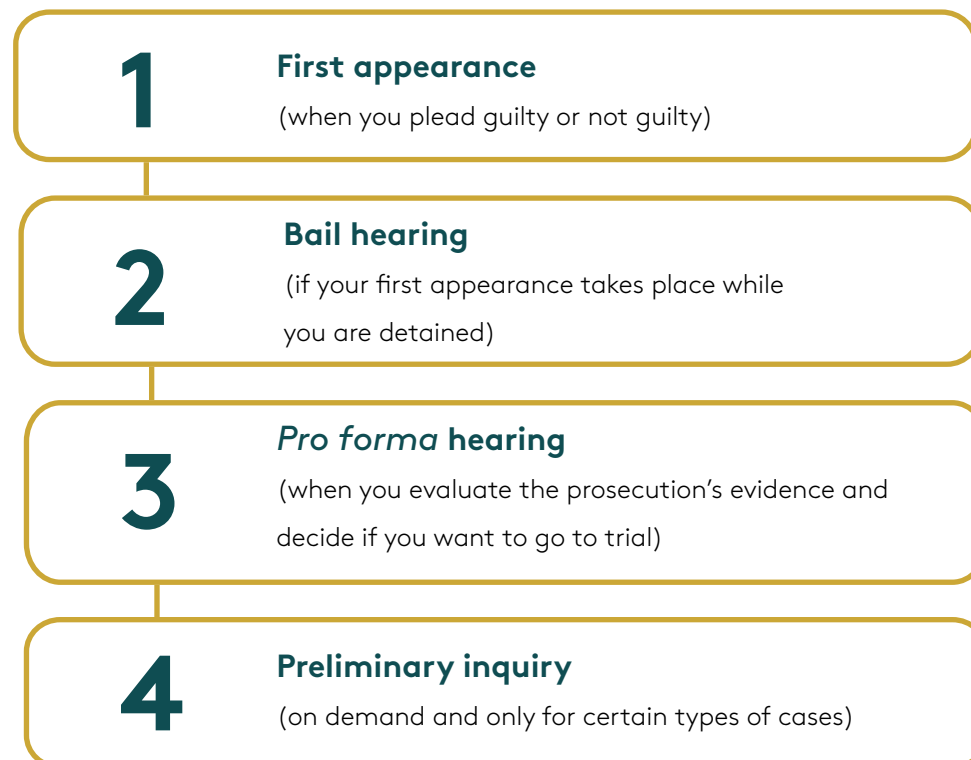 1
First appearance
(when you plead guilty or not guilty)
2
Bail hearing
(if your first appearance takes place while
you are detained)
3
Pro forma hearing
(when you evaluate the prosecution’s evidence and
decide if you want to go to trial)
4
Preliminary inquiry
(on demand and only for certain types of cases)